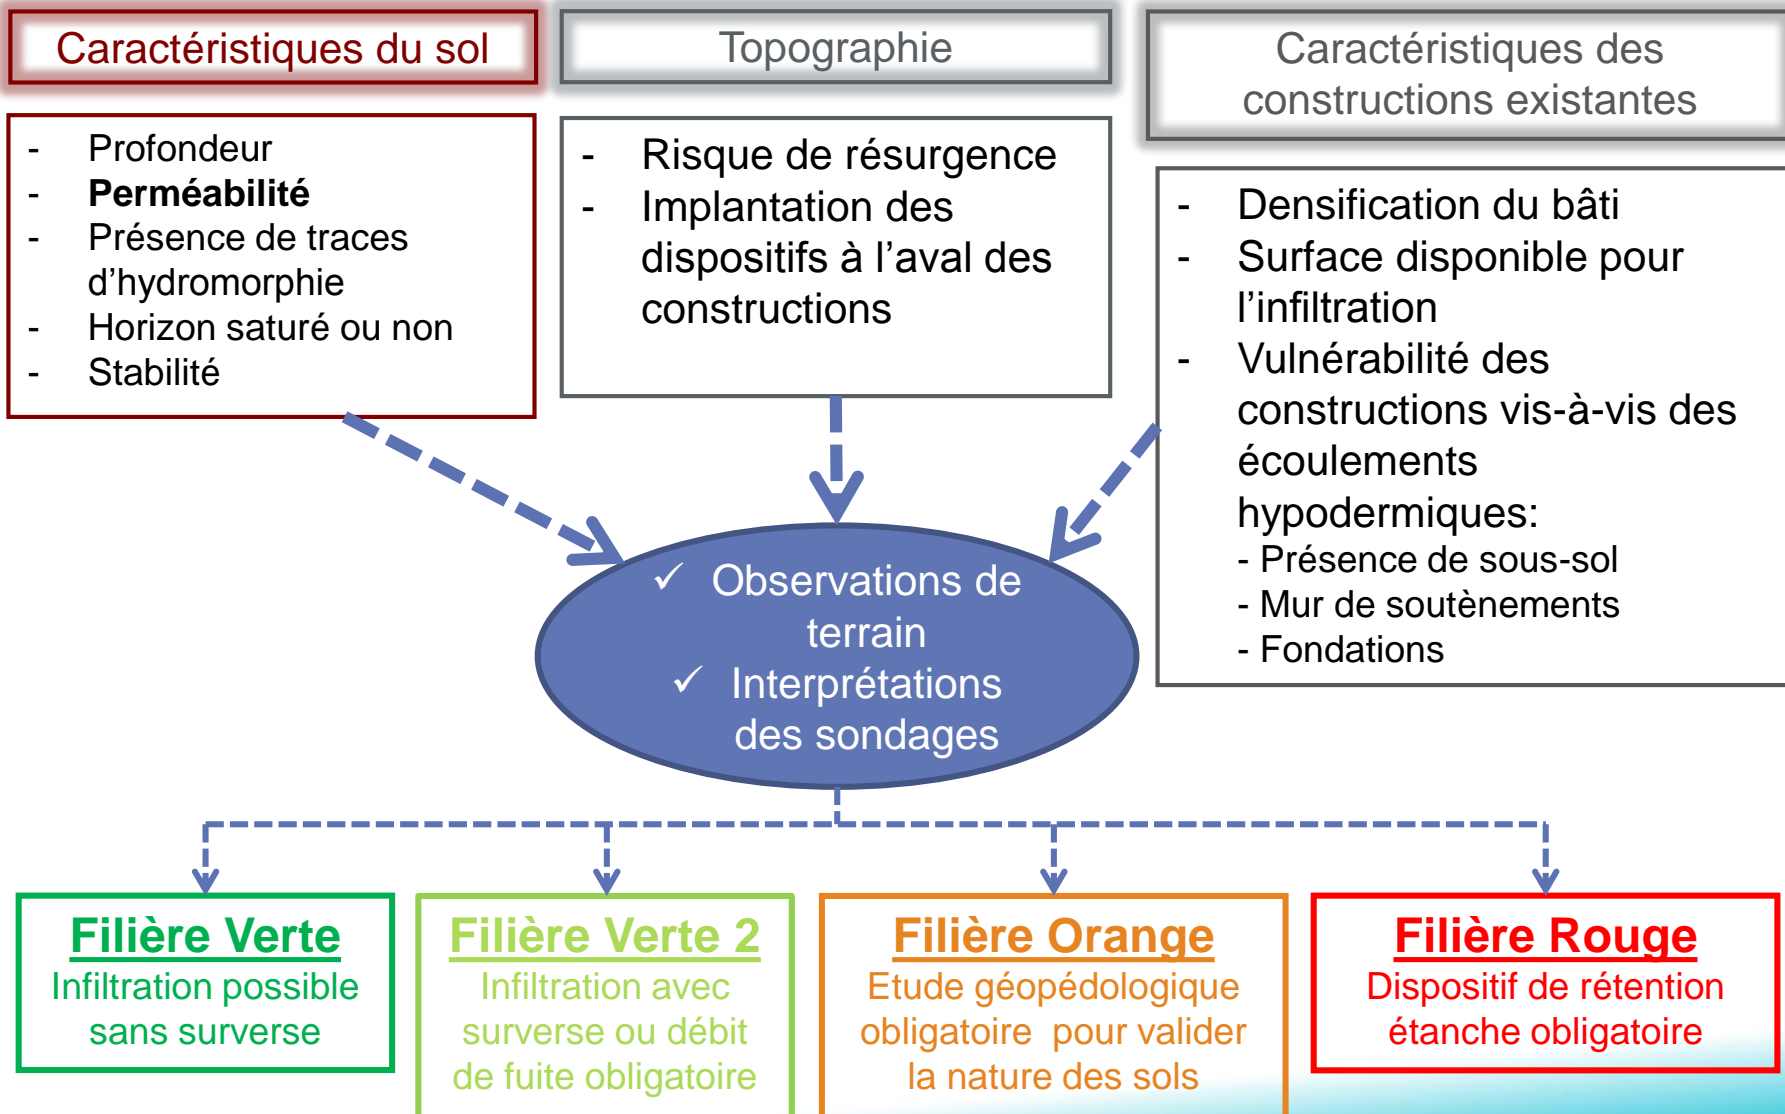 Caractéristiques du sol
- Profondeur
- Perméabilité
- Présence de traces
d’hydromorphie
- Horizon saturé ou non
- Stabilité
Topographie
- Risque de résurgence
- Implantation des
dispositifs à l’aval des
constructions
Caractéristiques des
constructions existantes
- Densification du bâti
- Surface disponible pour
l’infiltration
- Vulnérabilité des
constructions vis-à-vis des
écoulements
hypodermiques:
- Présence de sous-sol
- Mur de soutènements
- Fondations
✓ Observations de
terrain
✓ Interprétations
des sondages
Filière Verte
Infiltration possible
sans surverse
Filière Verte 2
Infiltration avec
surverse ou débit
de fuite obligatoire
Filière Orange
Etude géopédologique
obligatoire pour valider
la nature des sols
Filière Rouge
Dispositif de rétention
étanche obligatoire